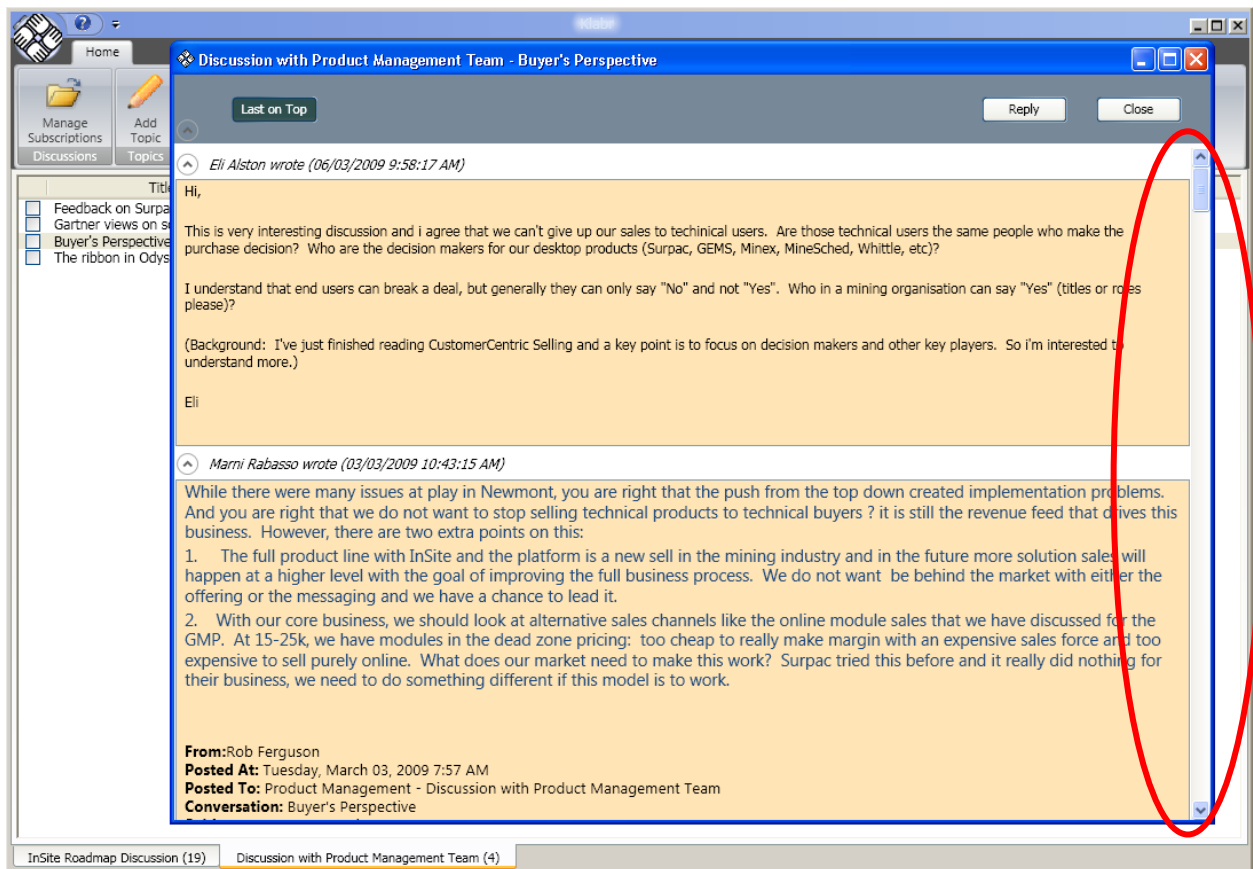 Klabr
Home
Discussion with Product Management Team - Buyer's Perspective
Last on Top
Reply
Close
Manage
Subscriptions
Add
Topic
Discussions
Topics
Eli Alston wrote (06/03/2009 9:58:17 AM)
Titl
Feedback on Surpa
Gartner views on s
Buyer's Perspective
The ribbon in Odys
Hi,
This is very interesting discussion and i agree that we can't give up our sales to techinical users. Are those technical users the same people who make the
purchase decision? Who are the decision makers for our desktop products (Surpac, GEMS, Minex, MineSched, Whittle, etc)?
I understand that end users can break a deal, but generally they can only say "No" and not "Yes". Who in a mining organisation can say "Yes" (titles or roles
please)?
(Background: I've just finished reading CustomerCentric Selling and a key point is to focus on decision makers and other key players. So i'm interested to
understand more.)
Eli
Marni Rabasso wrote (03/03/2009 10:43:15 AM)
While there were many issues at play in Newmont, you are right that the push from the top down created implementation problems.
And you are right that we do not want to stop selling technical products to technical buyers ? it is still the revenue feed that drives this
business. However, there are two extra points on this:
1. The full product line with InSite and the platform is a new sell in the mining industry and in the future more solution sales will
happen at a higher level with the goal of improving the full business process. We do not want be behind the market with either the
offering or the messaging and we have a chance to lead it.
2. With our core business, we should look at alternative sales channels like the online module sales that we have discussed for the
GMP. At 15-25k, we have modules in the dead zone pricing: too cheap to really make margin with an expensive sales force and too
expensive to sell purely online. What does our market need to make this work? Surpac tried this before and it really did nothing for
their business, we need to do something different if this model is to work.
From:Rob Ferguson
Posted At: Tuesday, March 03, 2009 7:57 AM
Posted To: Product Management - Discussion with Product Management Team
Conversation: Buyer's Perspective
InSite Roadmap Discussion (19)
Discussion with Product Management Team (4)